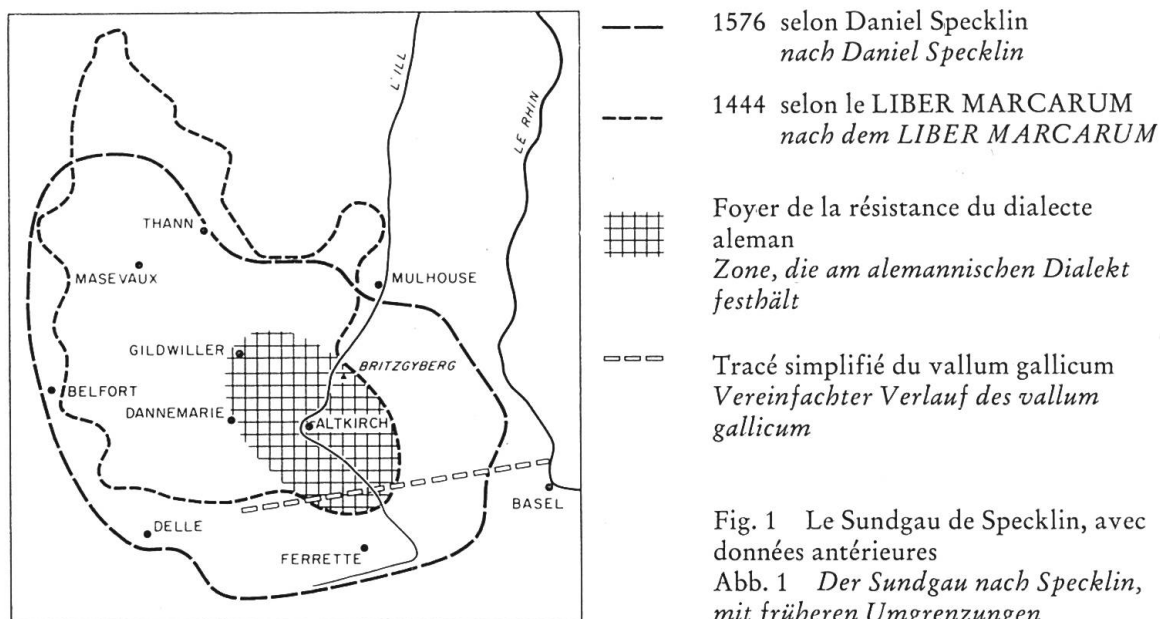 L'ILL
LE RHIN
THANN
MASEVAUX
MULHOUSE
GILDWILLER
BRITZGYBERG
BELFORT
DANNEMARIE
ALTKIRCH
BASEL
DELLE
FERRETTE
1576 selon Daniel Specklin
nach Daniel Specklin
1444 selon le LIBER MARCARUM
nach dem LIBER MARCARUM
Foyer de la résistance du dialecte
aleman
Zone, die am alemannischen Dialekt
festhält
Tracé simplifié du vallum gallicum
Vereinfachter Verlauf des vallum
gallicum
Fig. 1 Le Sundgau de Specklin, avec
données antérieures
Abb. 1 Der Sundgau nach Specklin,
mit früheren Umgrenzungen